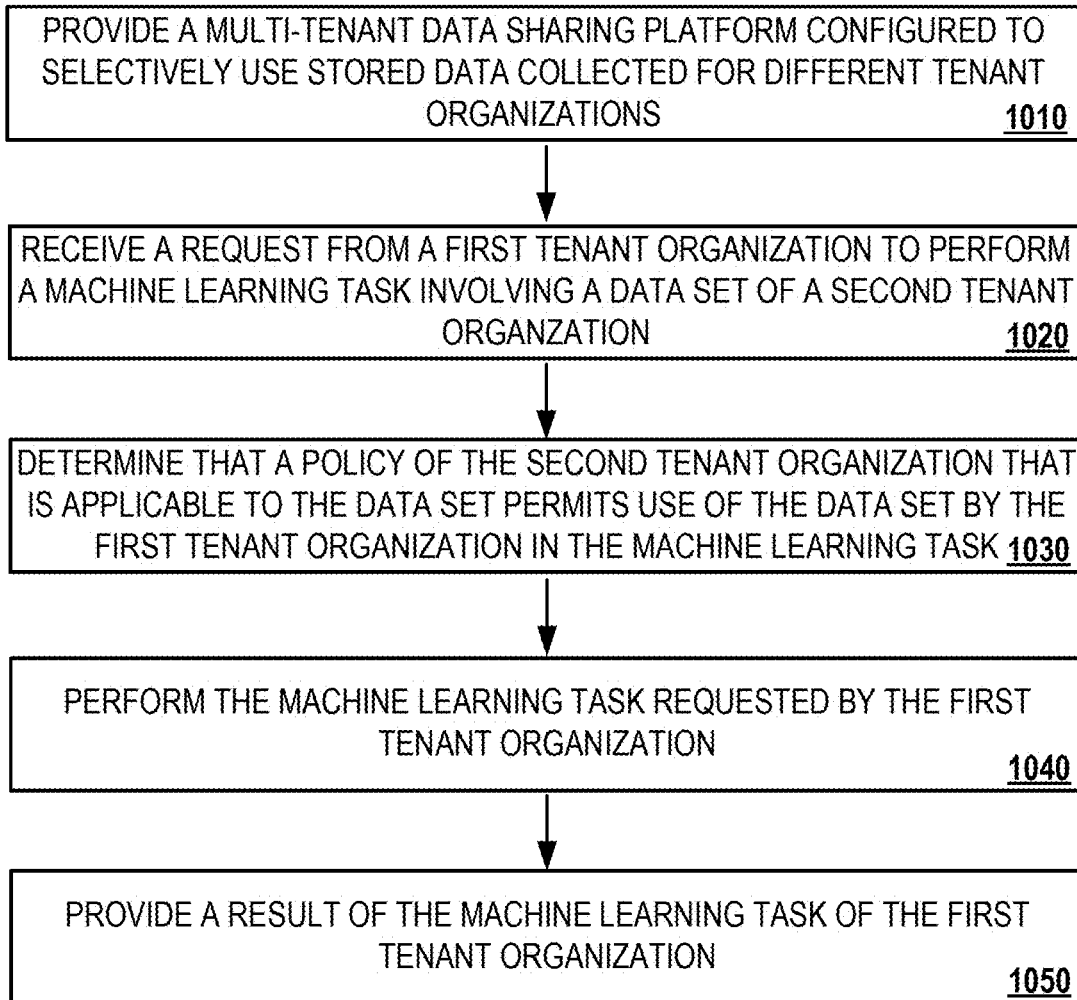 PROVIDE A MULTI-TENANT DATA SHARING PLATFORM CONFIGURED TO
SELECTIVELY USE STORED DATA COLLECTED FOR DIFFERENT TENANT
ORGANIZATIONS
1010
RECEIVE A REQUEST FROM A FIRST TENANT ORGANIZATION TO PERFORM
A MACHINE LEARNING TASK INVOLVING A DATA SET OF A SECOND TENANT
ORGANZATION
1020
DETERMINE THAT A POLICY OF THE SECOND TENANT ORGANIZATION THAT
IS APPLICABLE TO THE DATA SET PERMITS USE OF THE DATA SET BY THE
FIRST TENANT ORGANIZATION IN THE MACHINE LEARNING TASK 1030
PERFORM THE MACHINE LEARNING TASK REQUESTED BY THE FIRST
TENANT ORGANIZATION
1040
PROVIDE A RESULT OF THE MACHINE LEARNING TASK OF THE FIRST
TENANT ORGANIZATION
1050